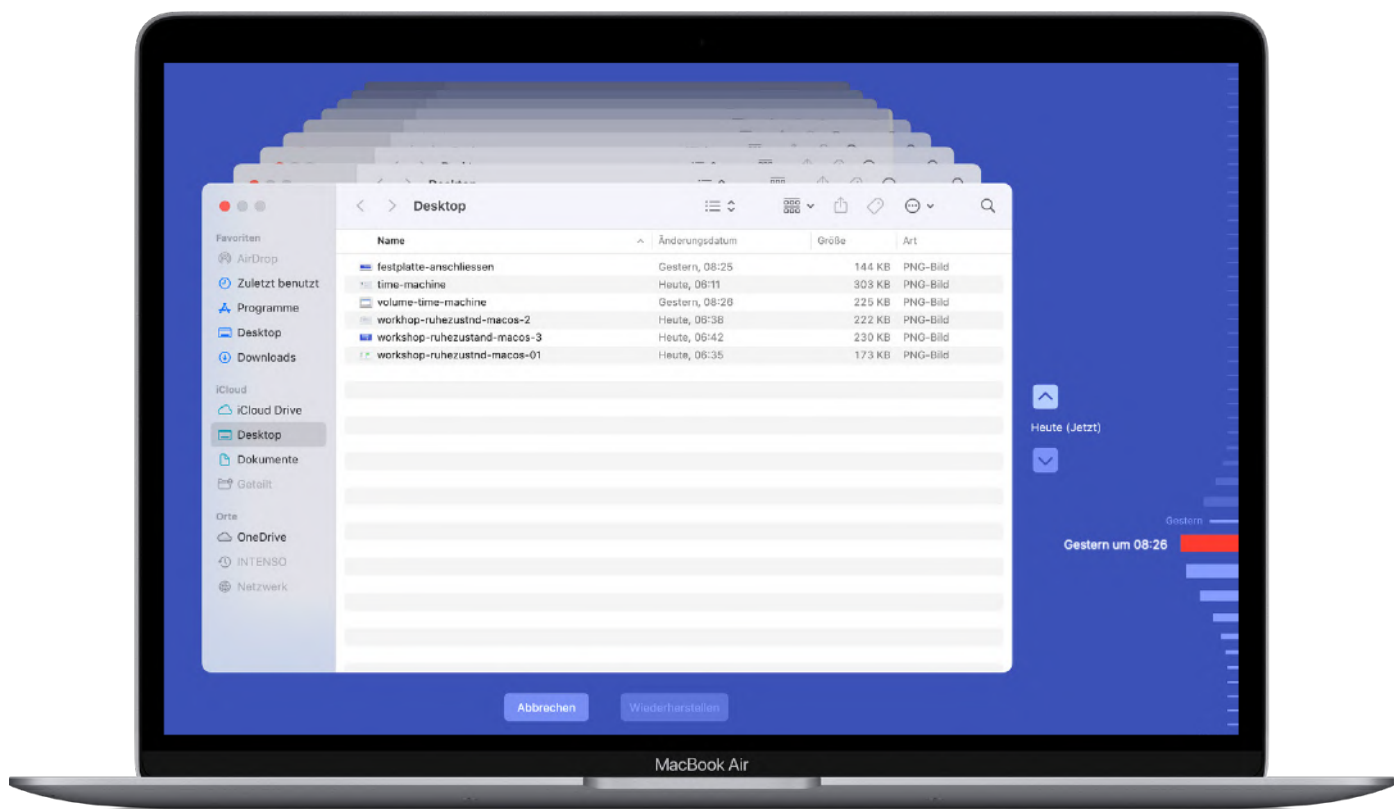 Desktop
Desktop
Favoriten
AirDrop
Zuletzt benutzt
Programme
Desktop
Downloads
iCloud
iCloud Drive
Desktop
Dokumente
Geteilt
Orte
OneDrive
INTENSO
Netzwerk
Name Änderungsdatum Größe Art
festplatte-anschliessen Gestern, 08:25 144 KB PNG-Bild
time-machine Heute, 06:11 303 KB PNG-Bild
volume-time-machine Gestern, 08:26 225 KB PNG-Bild
workhop-ruhezustnd-macos-2 Heute, 06:38 222 KB PNG-Bild
workshop-ruhezustand-macos-3 Heute, 06:42 230 KB PNG-Bild
workshop-ruhezustnd-macos-01 Heute, 06:35 173 KB PNG-Bild
Heute (Jetzt)
Gestern
Gestern um 08:26
Abbrechen Wiederherstellen
MacBook Air